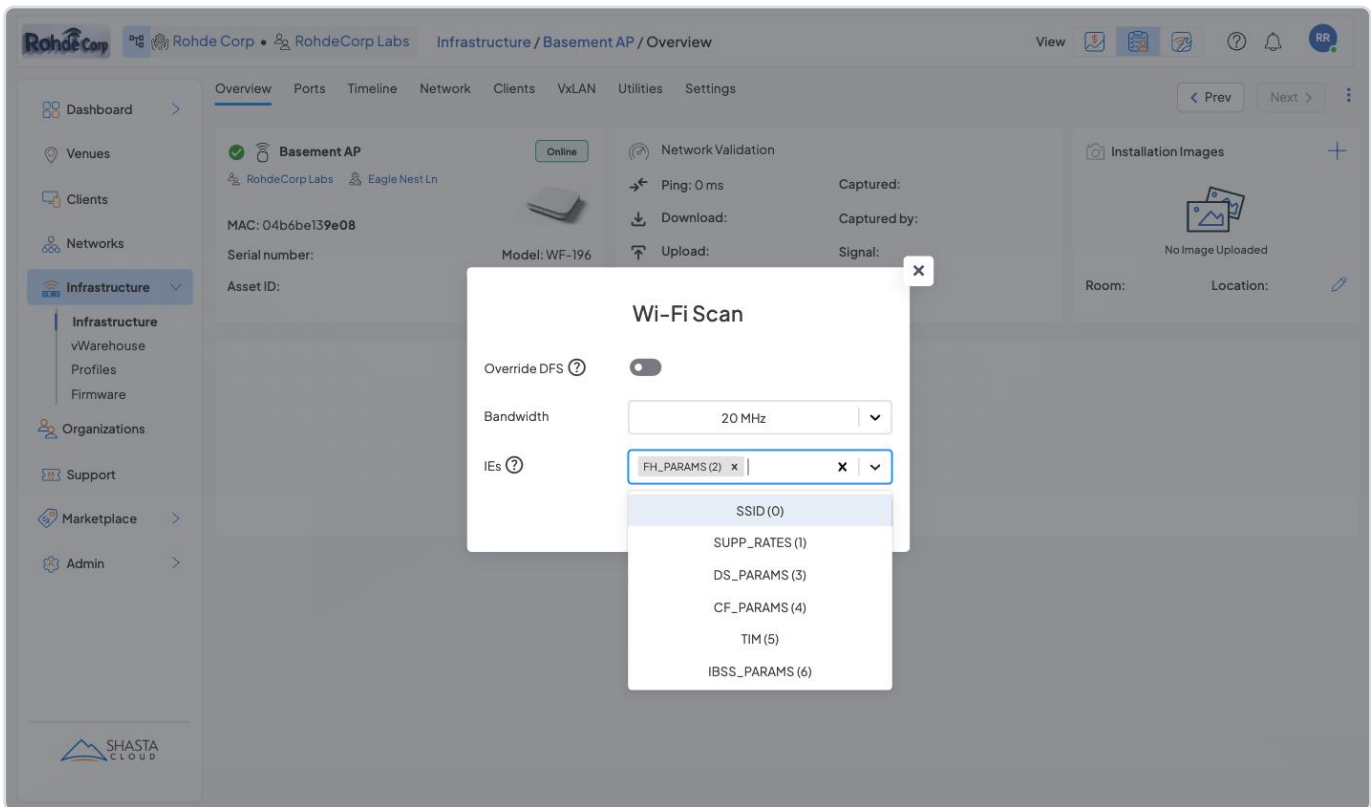 Rohde Corp Rohde Corp • RohdeCorp Labs Infrastructure / Basement AP / Overview View RR
Overview Ports Timeline Network Clients VxLAN Utilities Settings < Prev Next >
Dashboard
Venues
Clients
Networks
Infrastructure
Infrastructure
vWarehouse
Profiles
Firmware
Organizations
Support
Marketplace
Admin
SHASTA
CLOUD
Basement AP Online
RohdeCorp Labs Eagle Nest Ln
MAC: 04b6be139e08
Serial number: Model: WF-196
Asset ID:
Network Validation
Ping: 0 ms Captured:
Download: Captured by:
Upload: Signal:
Installation Images
No Image Uploaded
Room: Location:
Wi-Fi Scan
Override DFS
Bandwidth 20 MHz
IEs FH_PARAMS (2) x
SSID (0)
SUPP_RATES (1)
DS_PARAMS (3)
CF_PARAMS (4)
TIM (5)
IBSS_PARAMS (6)